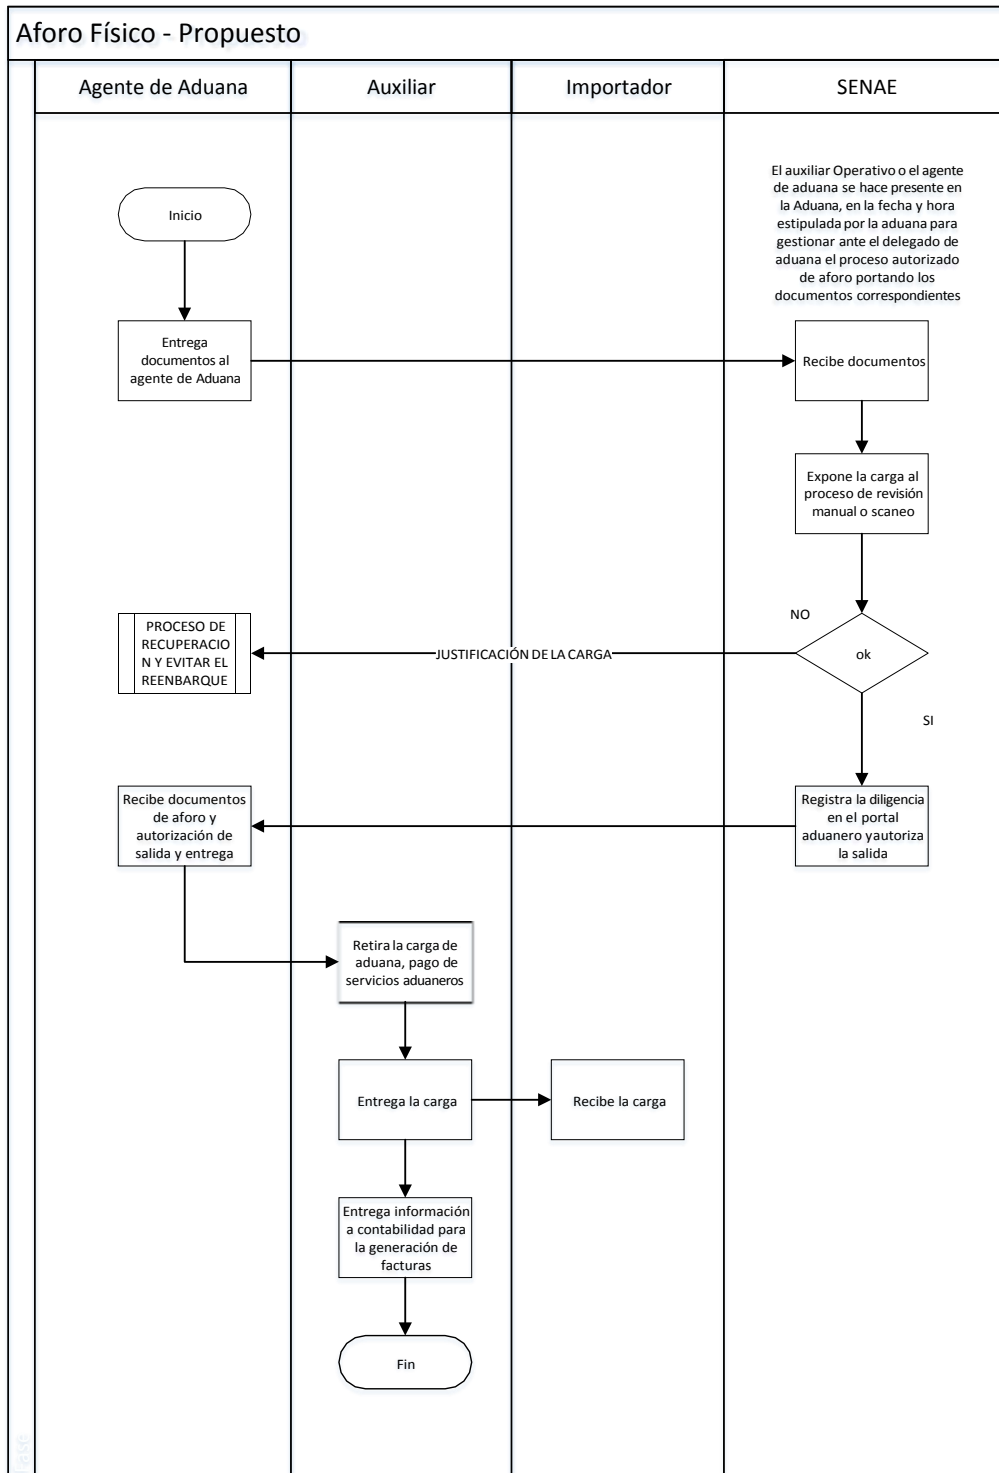 Aforo Físico - Propuesto
Agente de Aduana
Auxiliar
Importador
SENAE
El auxiliar Operativo o el agente
de aduana se hace presente en
la Aduana, en la fecha y hora
estipulada por la aduana para
gestionar ante el delegado de
aduana el proceso autorizado
de aforo portando los
documentos correspondientes
Inicio
Entrega
documentos al
agente de Aduana
Recibe documentos
Expone la carga al
proceso de revisión
manual o scaneo
NO
PROCESO DE
RECUPERACIO
N Y EVITAR EL
REENBARQUE
JUSTIFICACIÓN DE LA CARGA
ok
SI
Recibe documentos
de aforo y
autorización de
salida y entrega
Registra la diligencia
en el portal
aduanero yautoriza
la salida
Retira la carga de
aduana, pago de
servicios aduaneros
Entrega la carga
Recibe la carga
Entrega información
a contabilidad para
la generación de
facturas
Fin